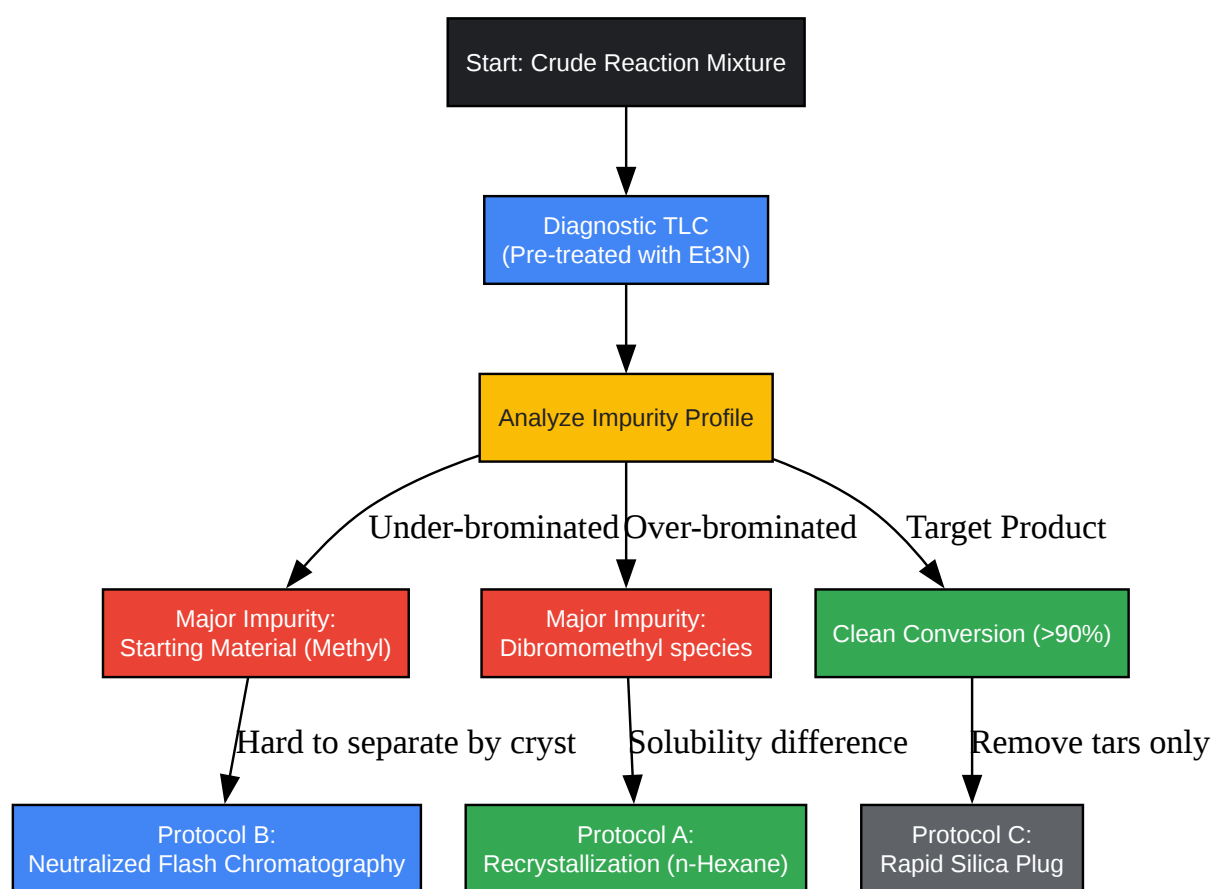 Start: Crude Reaction Mixture
Diagnostic TLC
(Pre-treated with Et3N)
Analyze Impurity Profile
Under-brominated
Over-brominated
Target Product
Major Impurity:
Starting Material (Methyl)
Major Impurity:
Dibromomethyl species
Clean Conversion (>90%)
Hard to separate by cryst
Solubility difference
Remove tars only
Protocol B:
Neutralized Flash Chromatography
Protocol A:
Recrystallization (n-Hexane)
Protocol C:
Rapid Silica Plug